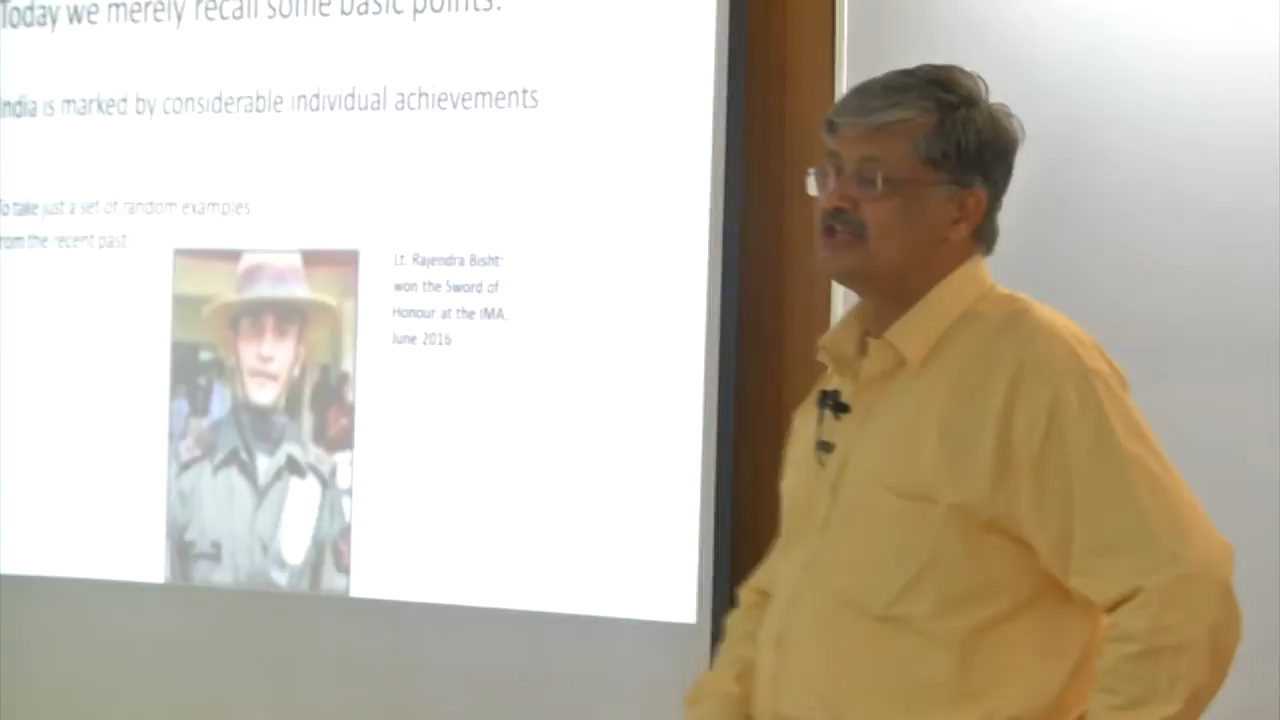 Today we merely recall some basic points.
India is marked by considerable individual achievements
To take just a set of random examples
from the recent past
Lt. Rajendra Bisht:
won the Sword of
Honour at the IMA,
June 2016